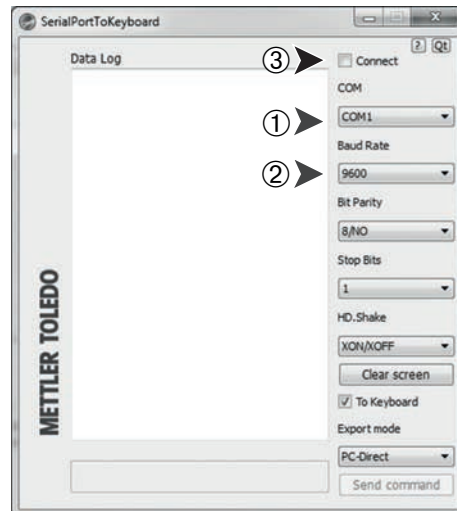 SerialPortToKeyboard
? Qt
Data Log
③ Connect
COM
① COM1
Baud Rate
② 9600
Bit Parity
8/NO
Stop Bits
1
HD.Shake
XON/XOFF
Clear screen
To Keyboard
Export mode
PC-Direct
Send command
METTLER TOLEDO